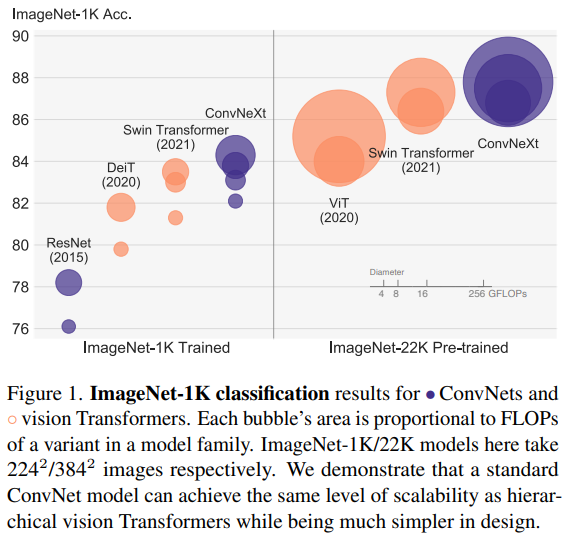 ImageNet-1K Acc.
90
88
86
84
82
80
78
76
ResNet
(2015)
DeiT
(2020)
Swin Transformer
(2021)
ConvNeXt
ViT
(2020)
Swin Transformer
(2021)
ConvNeXt
Diameter
4 8 16 256 GFLOPs
ImageNet-1K Trained
ImageNet-22K Pre-trained
Figure 1. ImageNet-1K classification results for ● ConvNets and
○ vision Transformers. Each bubble's area is proportional to FLOPs
of a variant in a model family. ImageNet-1K/22K models here take
224²/384² images respectively. We demonstrate that a standard
ConvNet model can achieve the same level of scalability as hierar-
chical vision Transformers while being much simpler in design.